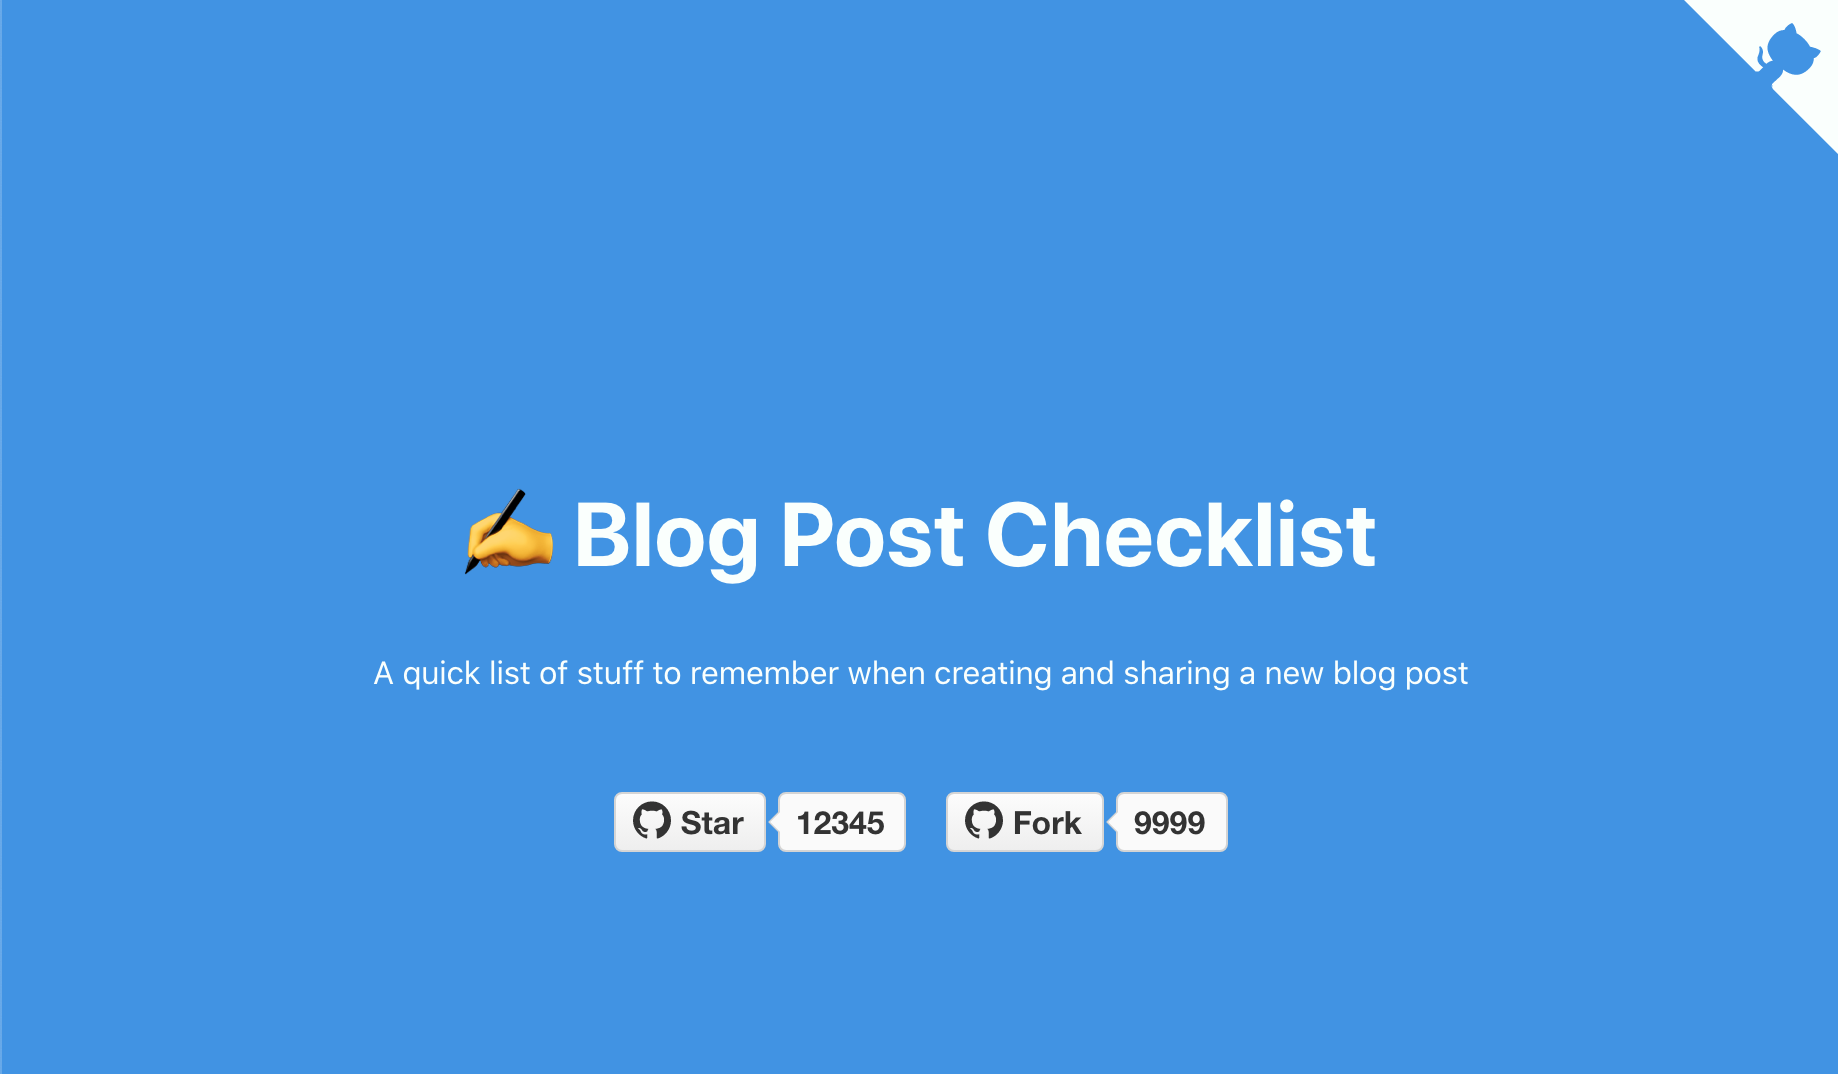 ✍️ Blog Post Checklist
A quick list of stuff to remember when creating and sharing a new blog post
Star 12345 Fork 9999